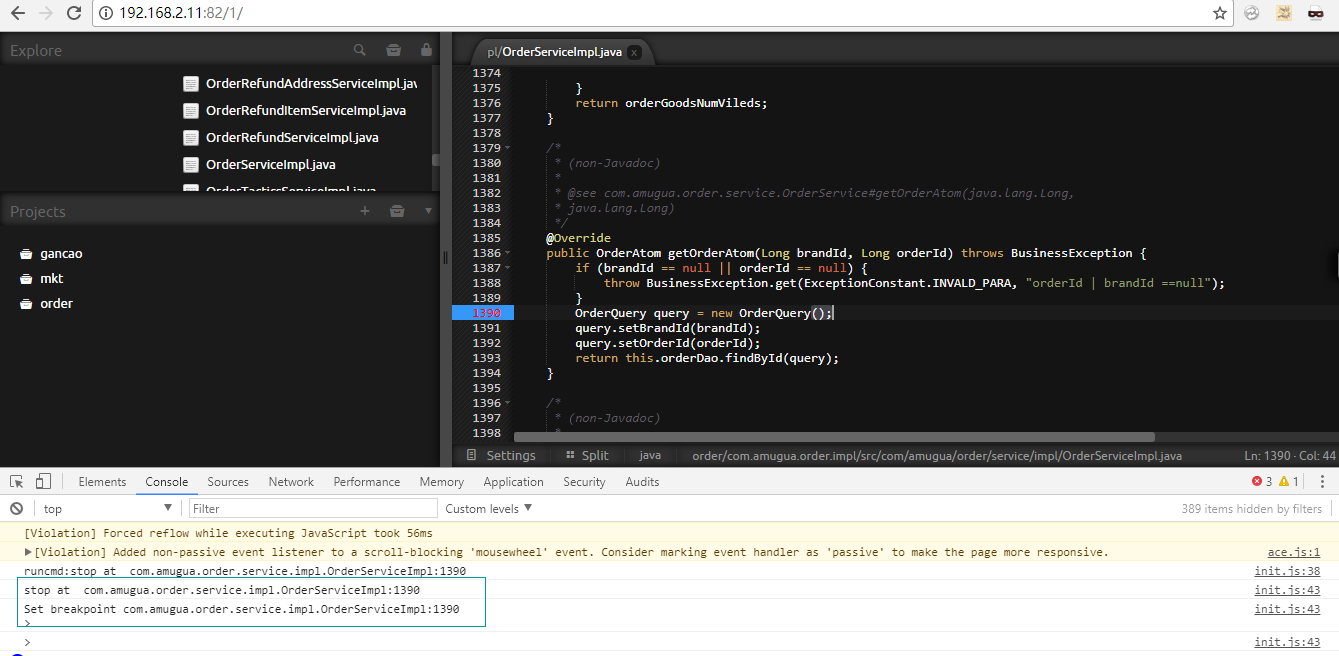 192.168.2.11:82/1/
Explore
OrderRefundAddressServiceImpl.jav
OrderRefundItemServiceImpl.java
OrderRefundServiceImpl.java
OrderServiceImpl.java
OrderTacticsServiceImpl.java
Projects
gancao
mkt
order
pl/OrderServiceImpl.java x
1374
1375 }
1376 return orderGoodsNumVileds;
1377 }
1378
1379 /*
1380 * (non-Javadoc)
1381 *
1382 * @see com.amugua.order.service.OrderService#getOrderAtom(java.lang.Long,
1383 * java.lang.Long)
1384 */
1385 @Override
1386 public OrderAtom getOrderAtom(Long brandId, Long orderId) throws BusinessException {
1387 if (brandId == null || orderId == null) {
1388 throw BusinessException.get(ExceptionConstant.INVALD_PARA, "orderId | brandId ==null");
1389 }
1390 OrderQuery query = new OrderQuery();
1391 query.setBrandId(brandId);
1392 query.setOrderId(orderId);
1393 return this.orderDao.findById(query);
1394 }
1395
1396 /*
1397 * (non-Javadoc)
1398 *
Settings Split java order/com.amugua.order.impl/src/com/amugua/order/service/impl/OrderServiceImpl.java Ln: 1390 · Col: 44
Elements Console Sources Network Performance Memory Application Security Audits 3 1
top Filter Custom levels 389 items hidden by filters
[Violation] Forced reflow while executing JavaScript took 56ms
[Violation] Added non-passive event listener to a scroll-blocking 'mousewheel' event. Consider marking event handler as 'passive' to make the page more responsive. ace.js:1
runcmd:stop at com.amugua.order.service.impl.OrderServiceImpl:1390 init.js:38
stop at com.amugua.order.service.impl.OrderServiceImpl:1390 init.js:43
Set breakpoint com.amugua.order.service.impl.OrderServiceImpl:1390 init.js:43
>
> init.js:43